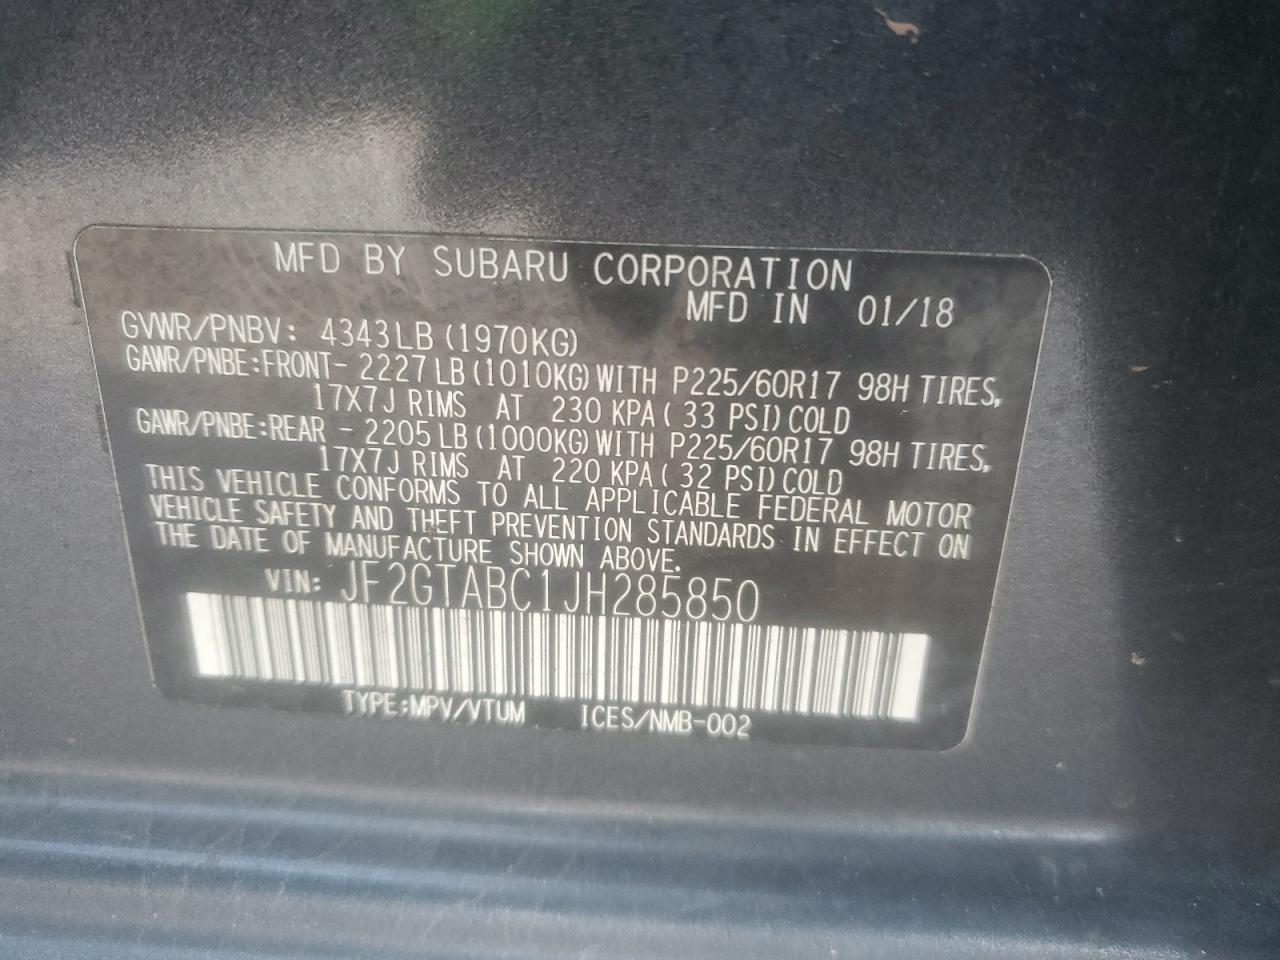 MFD BY SUBARU CORPORATION
MFD IN 01/18
GVWR/PNBV: 4343LB (1970KG)
GAWR/PNBE:FRONT- 2227LB(1010KG)WITH P225/60R17 98H TIRES,
17X7J RIMS AT 230 KPA( 33 PSI)COLD
GAWR/PNBE:REAR - 2205LB(1000KG)WITH P225/60R17 98H TIRES,
17X7J RIMS AT 220 KPA( 32 PSI)COLD
THIS VEHICLE CONFORMS TO ALL APPLICABLE FEDERAL MOTOR
VEHICLE SAFETY AND THEFT PREVENTION STANDARDS IN EFFECT ON
THE DATE OF MANUFACTURE SHOWN ABOVE.
VIN: JF2GTABC1JH285850
TYPE:MPV/VTUM ICES/NMB-002